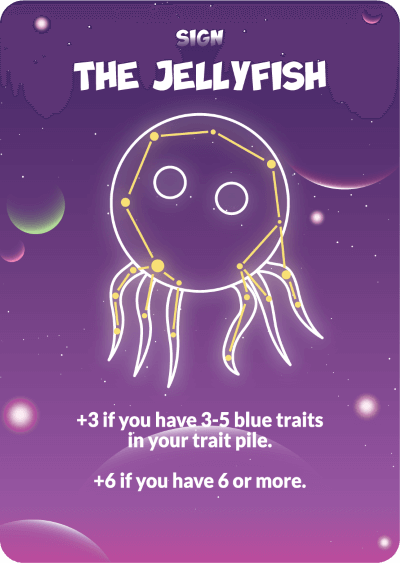 SIGN
THE JELLYFISH
+3 if you have 3-5 blue traits
in your trait pile.
+6 if you have 6 or more.